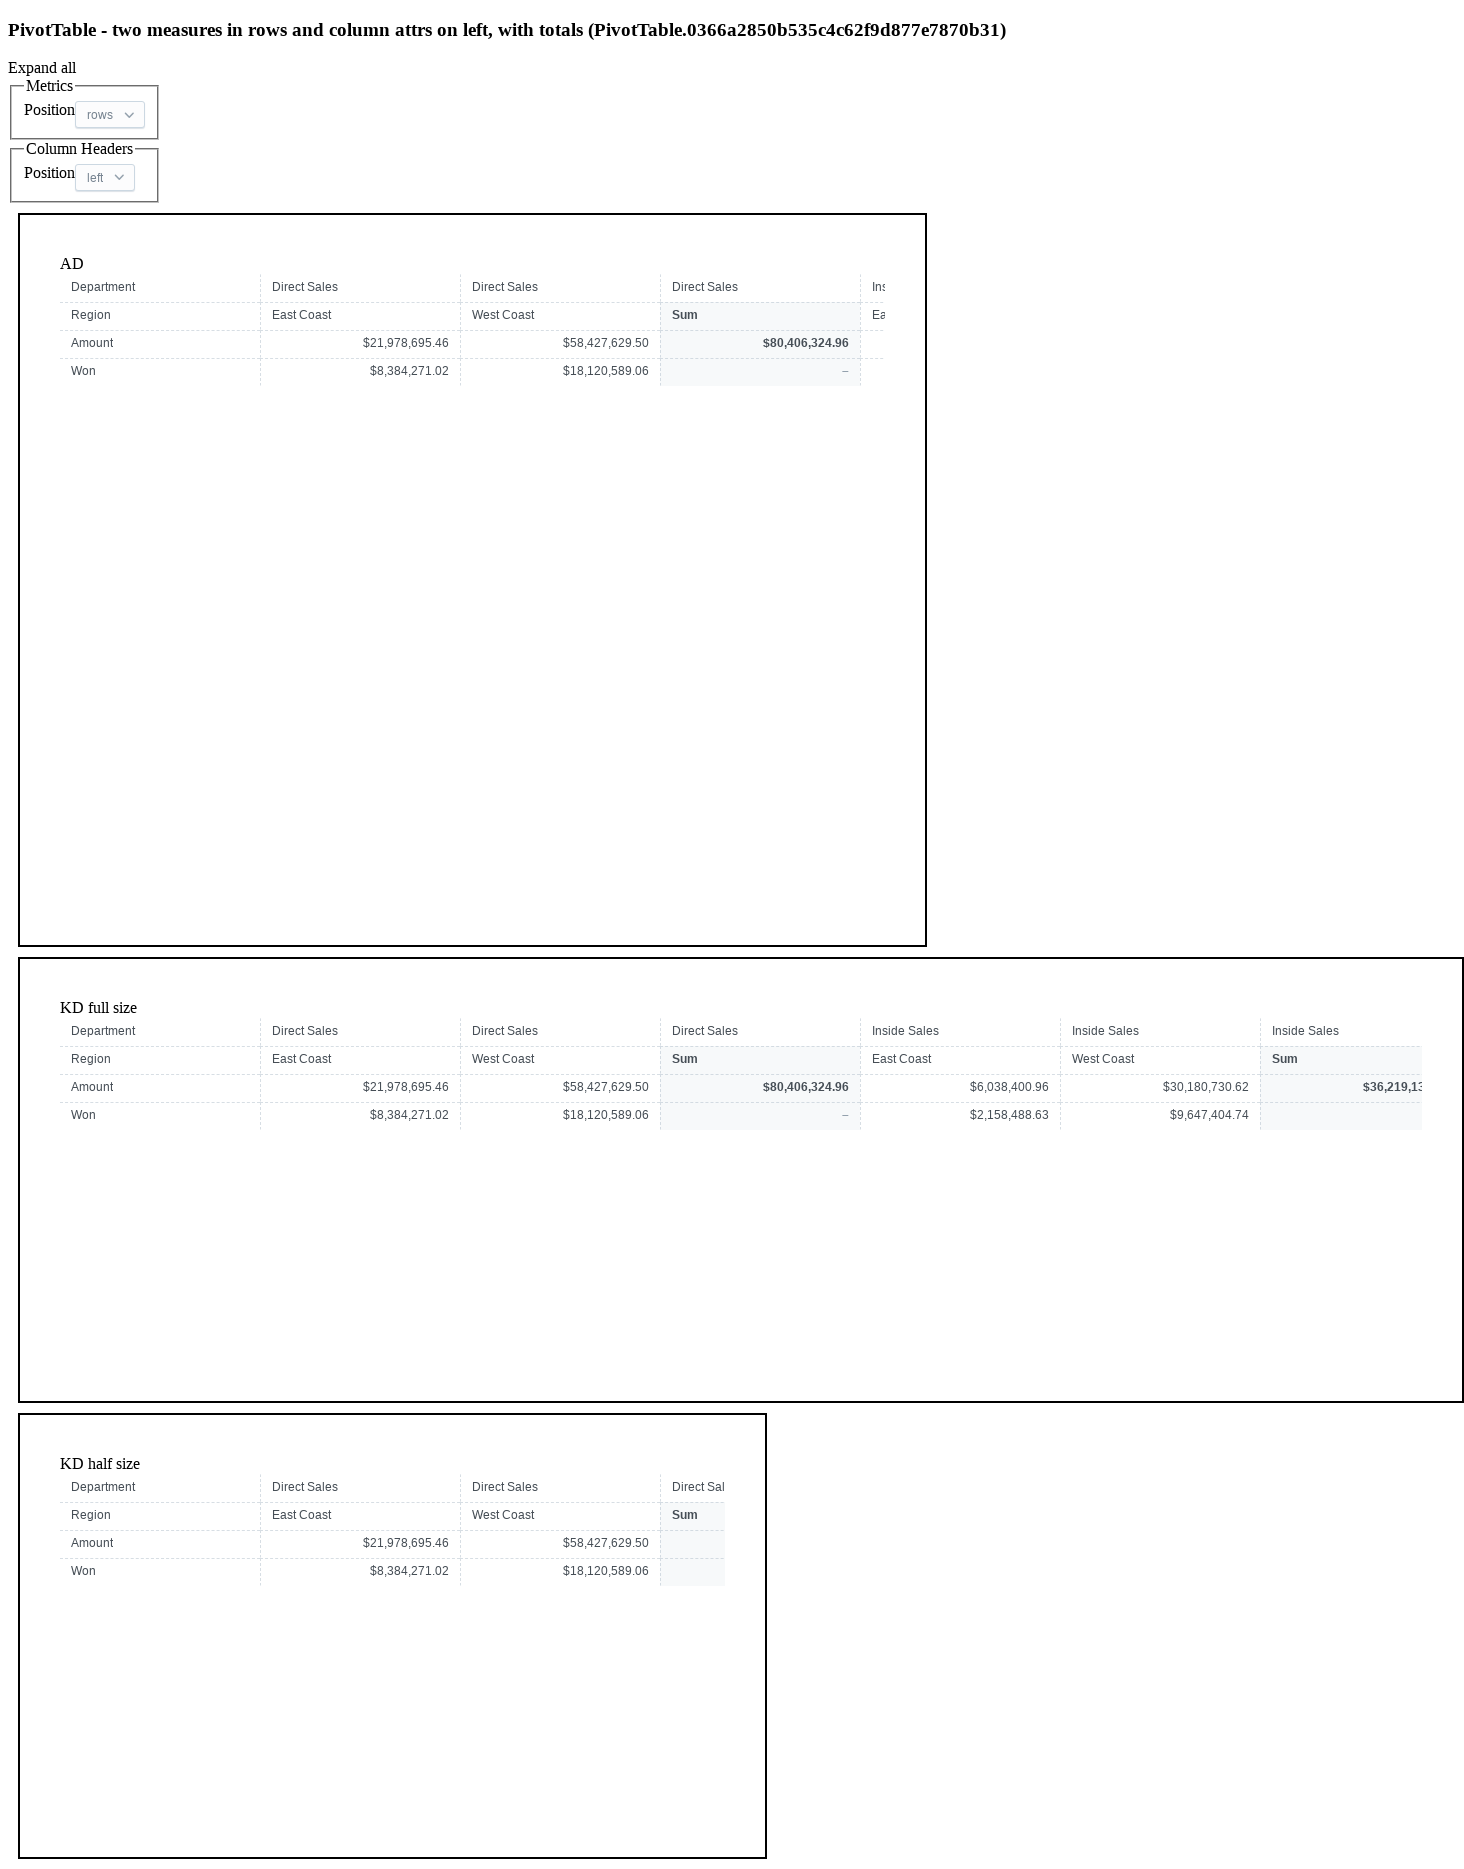 PivotTable - two measures in rows and column attrs on left, with totals (PivotTable.0366a2850b535c4c62f9d877e7870b31)
Expand all
Metrics
Position rows
Column Headers
Position left
AD
Department Direct Sales Direct Sales Direct Sales Ins
Region East Coast West Coast Sum Ea
Amount $21,978,695.46 $58,427,629.50 $80,406,324.96
Won $8,384,271.02 $18,120,589.06 –
KD full size
Department Direct Sales Direct Sales Direct Sales Inside Sales Inside Sales Inside Sales
Region East Coast West Coast Sum East Coast West Coast Sum
Amount $21,978,695.46 $58,427,629.50 $80,406,324.96 $6,038,400.96 $30,180,730.62 $36,219,13
Won $8,384,271.02 $18,120,589.06 – $2,158,488.63 $9,647,404.74
KD half size
Department Direct Sales Direct Sales Direct Sal
Region East Coast West Coast Sum
Amount $21,978,695.46 $58,427,629.50
Won $8,384,271.02 $18,120,589.06